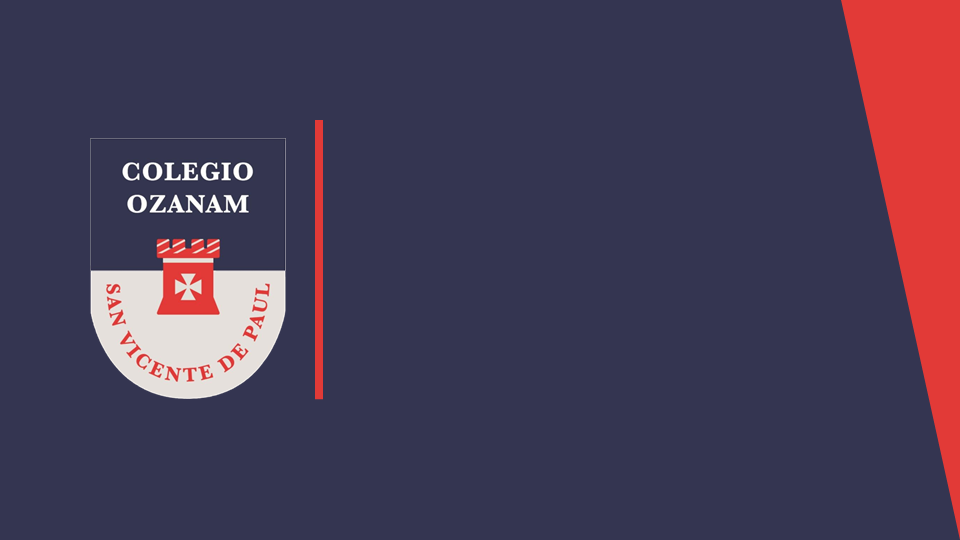 COLEGIO
OZANAM
SAN VICENTE DE PAUL